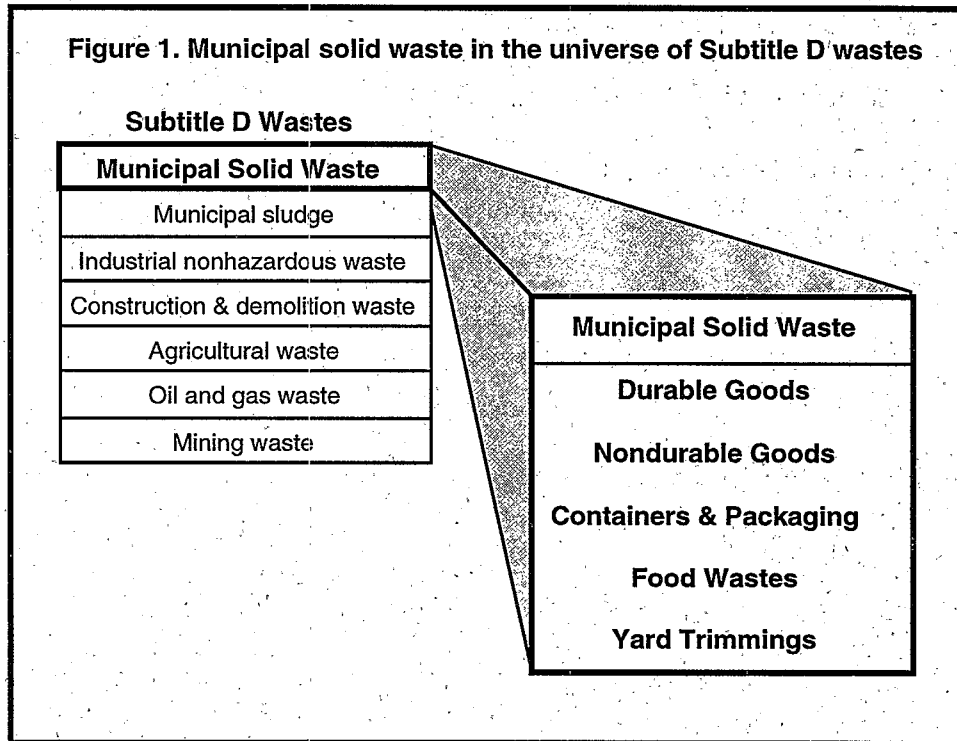 Figure 1. Municipal solid waste in the universe of Subtitle D wastes
Subtitle D Wastes
Municipal Solid Waste
Municipal sludge
Industrial nonhazardous waste
Construction & demolition waste
Agricultural waste
Oil and gas waste
Mining waste
Municipal Solid Waste
Durable Goods
Nondurable Goods
Containers & Packaging
Food Wastes
Yard Trimmings